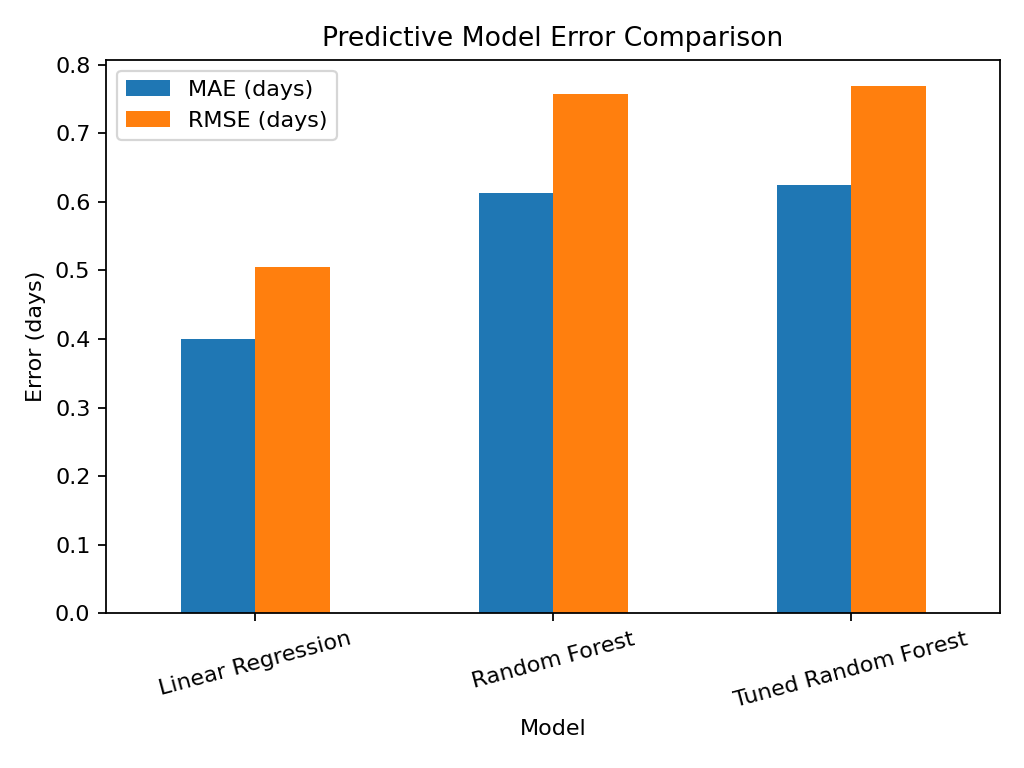 Predictive Model Error Comparison
MAE (days)
RMSE (days)
0.8
0.7
0.6
0.5
0.4
0.3
0.2
0.1
0.0
Error (days)
Linear Regression
Random Forest
Tuned Random Forest
Model